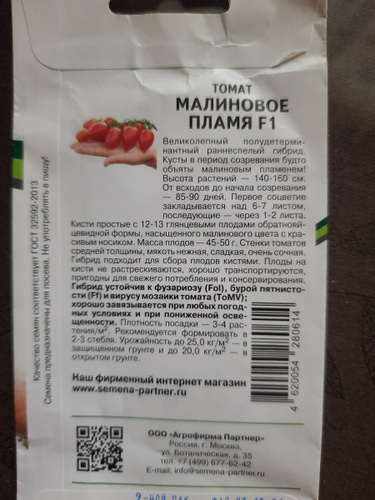 ТОМАТ
МАЛИНОВОЕ
ПЛАМЯ F1
Великолепный полудетерми-
нантный раннеспелый гибрид.
Кусты в период созревания будто
объяты малиновым пламенем!
Высота растений — 140-160 см.
От всходов до начала созревания
— 85-90 дней. Первое соцветие
закладывается над 6-7 листом,
последующие — через 1-2 листа.
Кисти простые с 12-13 глянцевыми плодами обратнояй-
цевидной формы, насыщенного малинового цвета с кра-
сивым носиком. Масса плодов — 45-50 г. Стенки томатов
средней толщины, мякоть нежная, сладкая, очень сочная.
Гибрид подходит для сбора плодов кистями. Плоды на
кисти не растрескиваются, хорошо транспортируются,
пригодны для свежего потребления и консервирования.
Гибрид устойчив к фузариозу (Fol), бурой пятнисто-
сти (Ff) и вирусу мозаики томата (ToMV);
хорошо завязывается при любых погод-
ных условиях и при пониженной осве-
щенности. Плотность посадки — 3-4 рас-
тения/м². Рекомендуется формировать в
2-3 стебля. Урожайность до 25,0 кг/м² — в
защищенном грунте и до 20,0 кг/м² — в
открытом грунте.
Наш фирменный интернет магазин
www.semena-partner.ru
ООО «Агрофирма Партнер»
Россия, г. Москва,
ул. Ботаническая, д. 35
тел. +7 (499) 677-62-42
E-mail: info@semena-partner.ru
4 620054 280614
Качество семян соответствует ГОСТ 32592-2013
Семена предназначены для посева. Не употреблять в пищу!